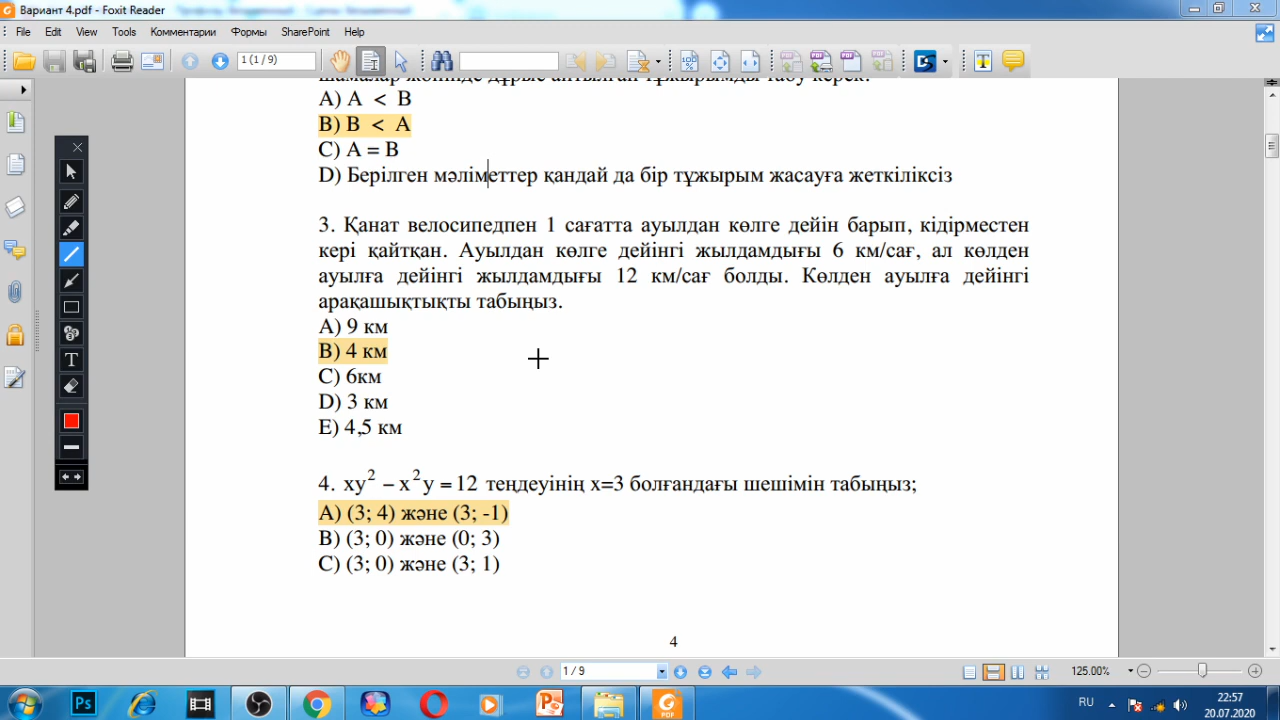 Вариант 4.pdf - Foxit Reader
File Edit View Tools Комментарии Формы SharePoint Help
1 (1 / 9)
A) A < B
B) B < A
C) A = B
D) Берілген мәліметтер қандай да бір тұжырым жасауға жеткіліксіз
3. Қанат велосипедпен 1 сағатта ауылдан көлге дейін барып, кідірместен
кері қайтқан. Ауылдан көлге дейінгі жылдамдығы 6 км/сағ, ал көлден
ауылға дейінгі жылдамдығы 12 км/сағ болды. Көлден ауылға дейінгі
арақашықтықты табыңыз.
A) 9 км
B) 4 км
C) 6км
D) 3 км
E) 4,5 км
4. xy² − x²y = 12 теңдеуінің x=3 болғандағы шешімін табыңыз;
A) (3; 4) және (3; -1)
B) (3; 0) және (0; 3)
C) (3; 0) және (3; 1)
4
1 / 9
125.00%
RU
22:57
20.07.2020